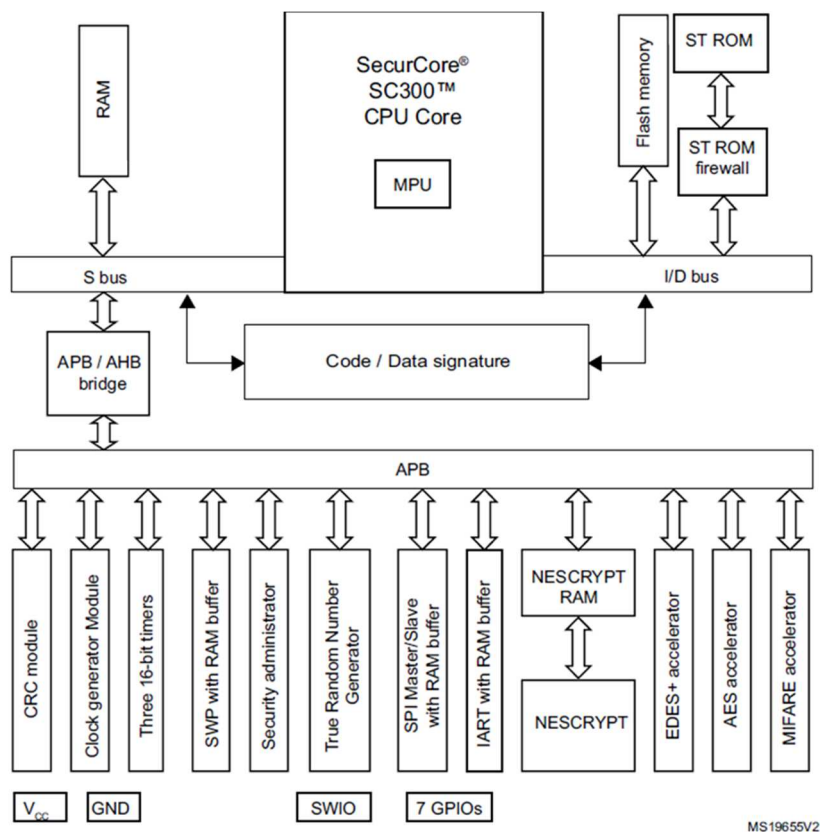 RAM
SecurCore®
SC300™
CPU Core
MPU
Flash memory
ST ROM
ST ROM
firewall
S bus
I/D bus
APB / AHB
bridge
Code / Data signature
APB
CRC module
Clock generator Module
Three 16-bit timers
SWP with RAM buffer
Security administrator
True Random Number
Generator
SPI Master/Slave
with RAM buffer
IART with RAM buffer
NESCRYPT
RAM
NESCRYPT
EDES+ accelerator
AES accelerator
MIFARE accelerator
VCC
GND
SWIO
7 GPIOs
MS19655V2